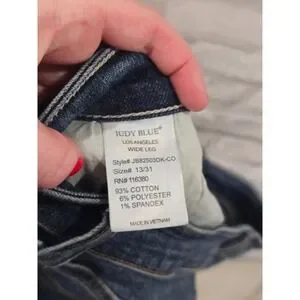 JUDY BLUE®
LOS ANGELES
WIDE LEG
Style# JB82503DK-CO
Size# 13/31
RN# 116380
93% COTTON
6% POLYESTER
1% SPANDEX
MADE IN VIETNAM